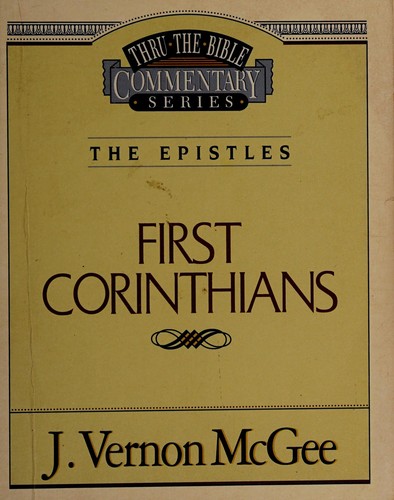 THRU·THE·BIBLE
COMMENTARY
SERIES
THE EPISTLES
FIRST
CORINTHIANS
J. Vernon McGee